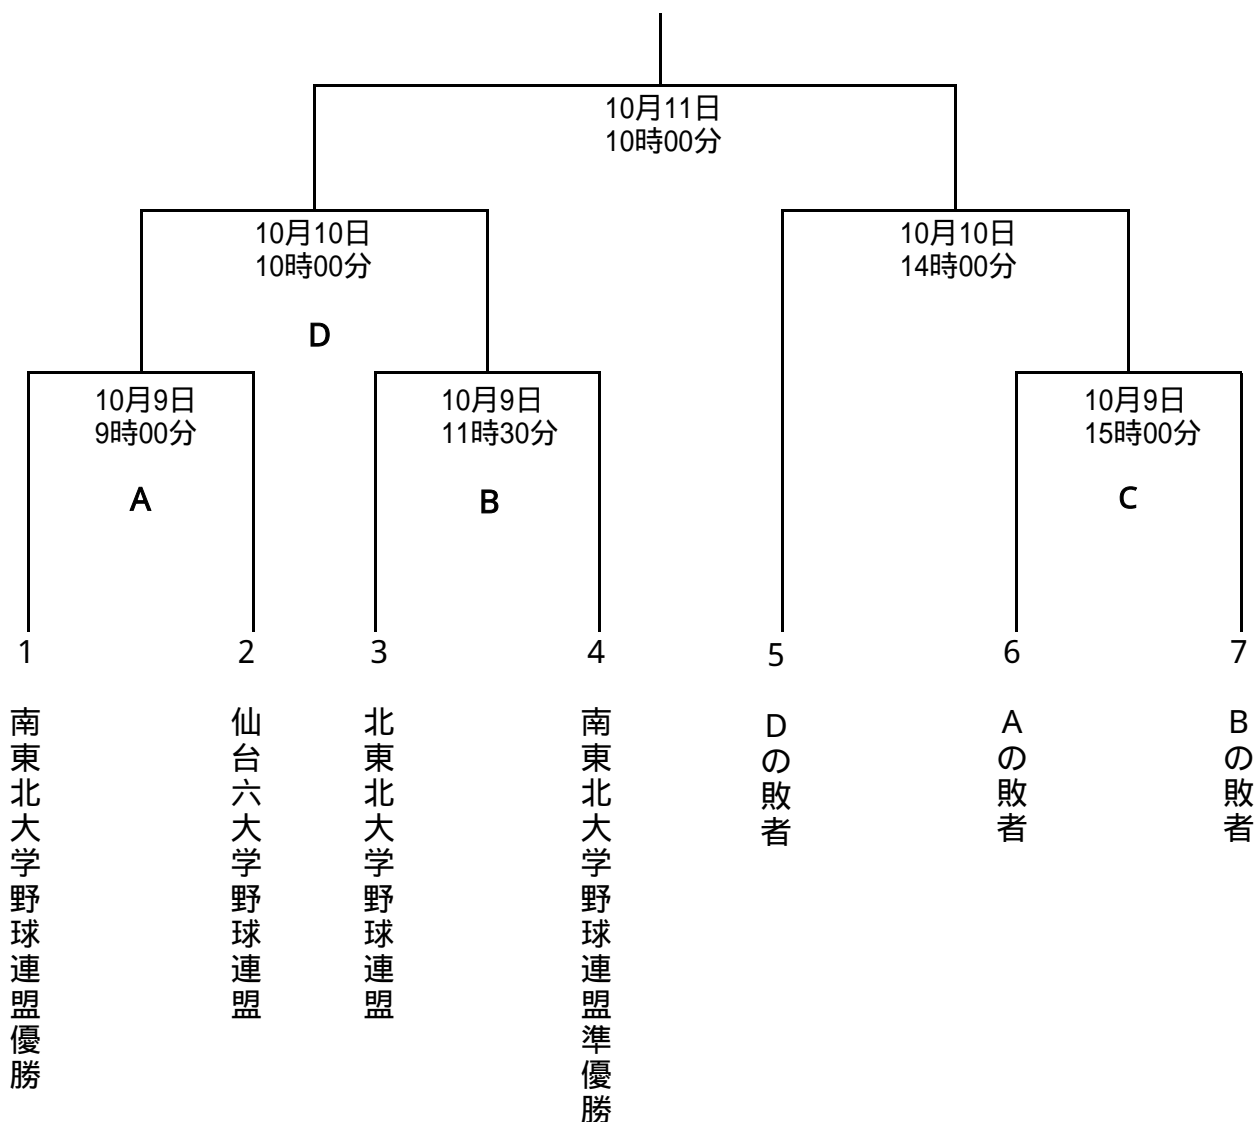 10月11日
10時00分
10月10日
10時00分
10月10日
14時00分
D
10月9日
9時00分
10月9日
11時30分
10月9日
15時00分
A
B
C
1
2
3
4
5
6
7
南東北大学野球連盟優勝
仙台六大学野球連盟
北東北大学野球連盟
南東北大学野球連盟準優勝
Dの敗者
Aの敗者
Bの敗者